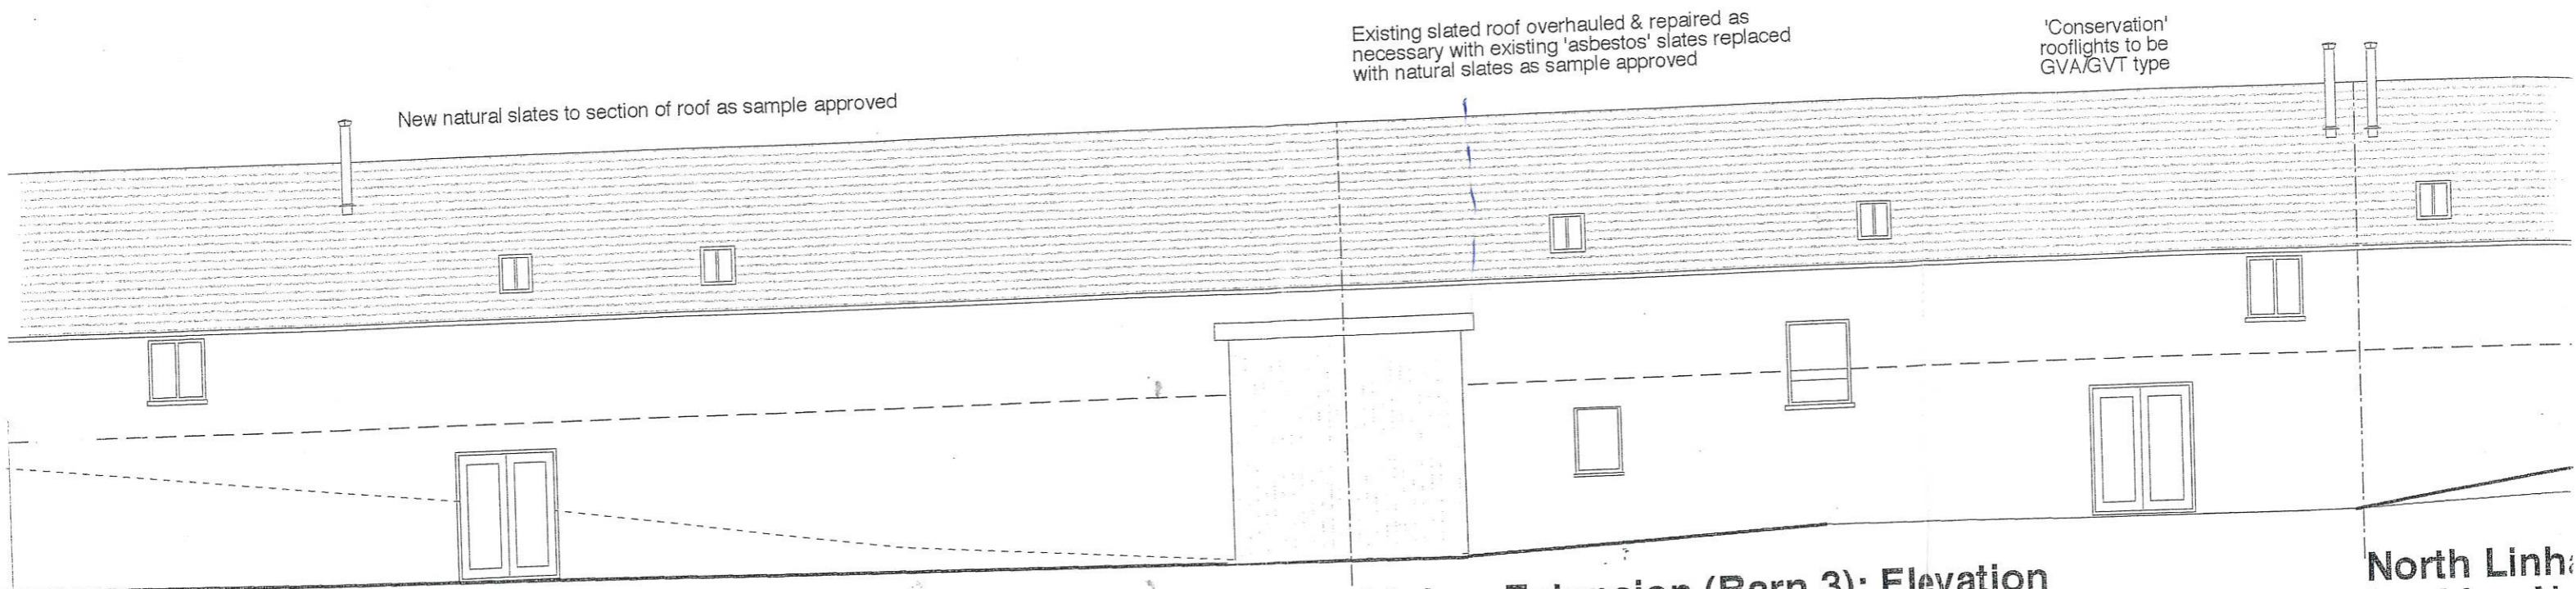 New natural slates to section of roof as sample approved
Existing slated roof overhauled & repaired as
necessary with existing 'asbestos' slates replaced
with natural slates as sample approved
'Conservation'
rooflights to be
GVA/GVT type
Extension (Barn 3): Elevation
North